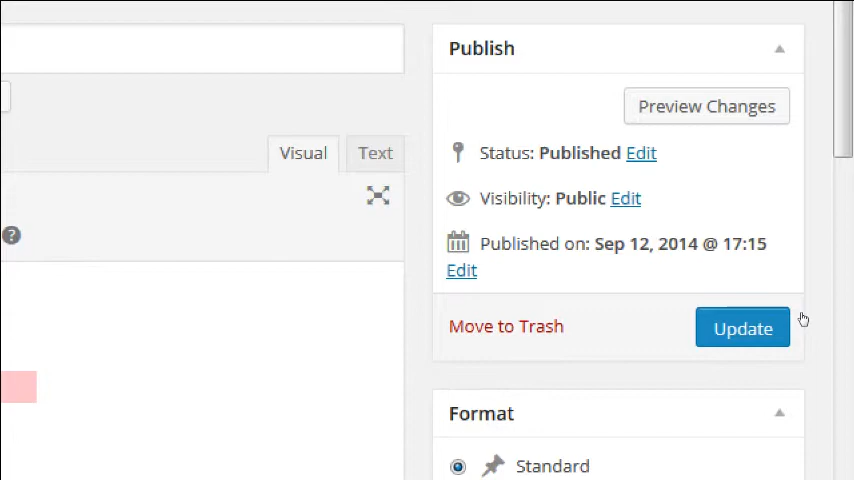 Publish
Preview Changes
Visual Text
Status: Published Edit
Visibility: Public Edit
?
Published on: Sep 12, 2014 @ 17:15
Edit
Move to Trash Update
Format
Standard